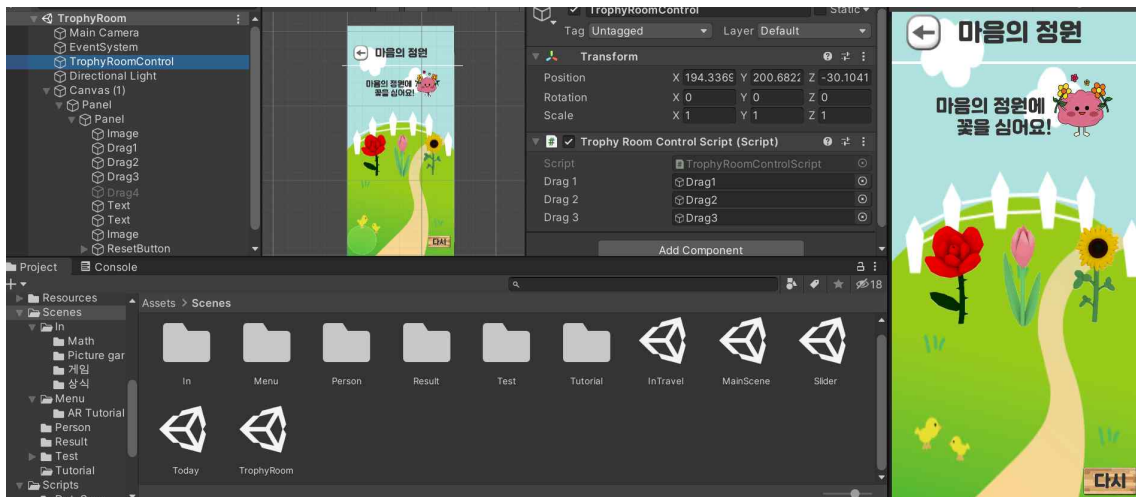 TrophyRoom
Main Camera
EventSystem
TrophyRoomControl
Directional Light
Canvas (1)
Panel
Panel
Image
Drag1
Drag2
Drag3
Drag4
Text
Text
Image
ResetButton
마음의 정원
마음의 정원에
꽃을 심어요!
다시
TrophyRoomControl Static
Tag Untagged Layer Default
Transform
Position X 194.3369 Y 200.6822 Z -30.1041
Rotation X 0 Y 0 Z 0
Scale X 1 Y 1 Z 1
# Trophy Room Control Script (Script)
Script TrophyRoomControlScript
Drag 1 Drag1
Drag 2 Drag2
Drag 3 Drag3
Add Component
마음의 정원
마음의 정원에
꽃을 심어요!
다시
Project Console
18
Resources
Scenes
In
Math
Picture gar
게임
상식
Menu
AR Tutorial
Person
Result
Test
Tutorial
Scripts
Assets > Scenes
In Menu Person Result Test Tutorial InTravel MainScene Slider
Today TrophyRoom